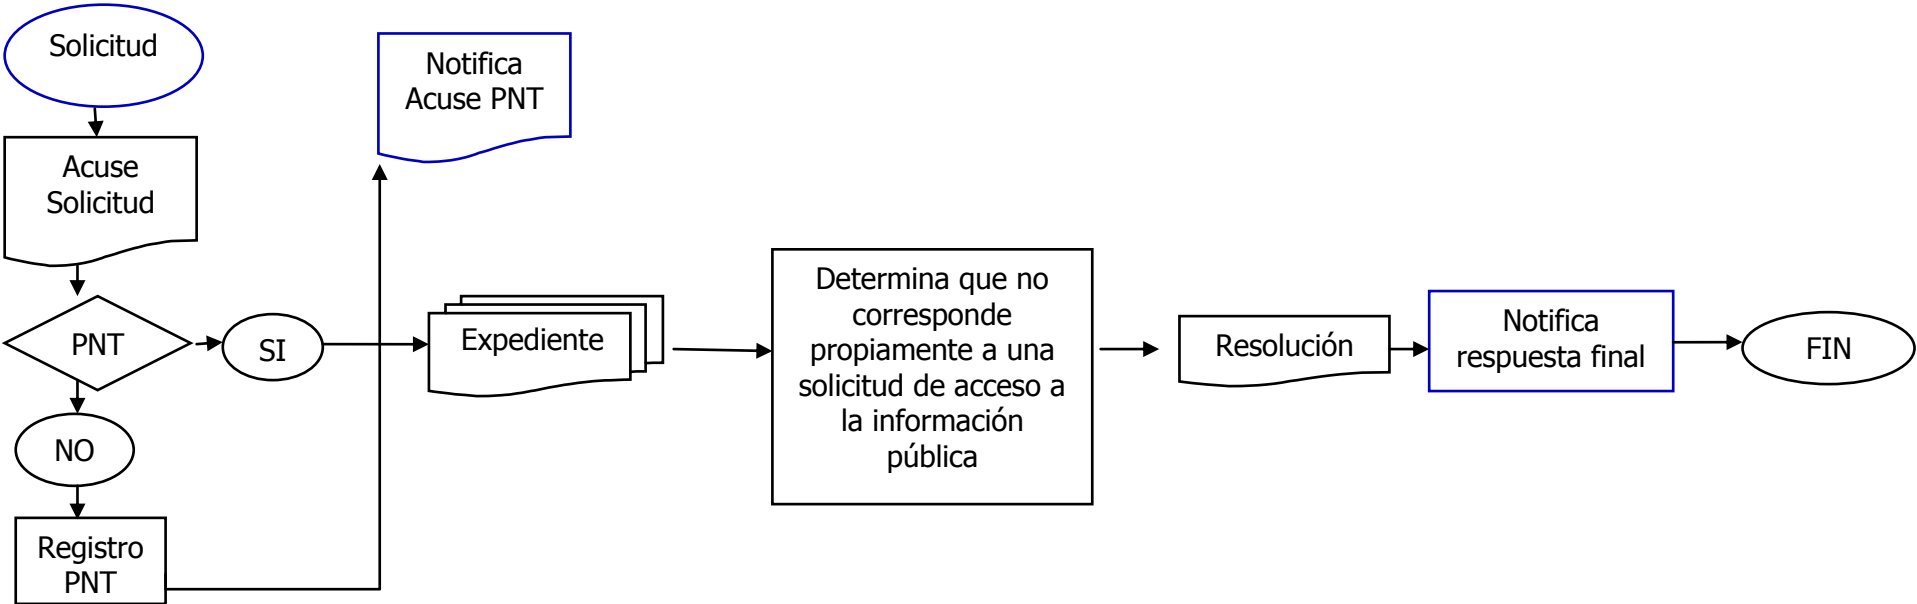 Solicitud
Notifica
Acuse PNT
Acuse
Solicitud
PNT
SI
NO
Registro
PNT
Expediente
Determina que no
corresponde
propiamente a una
solicitud de acceso a
la información
pública
Resolución
Notifica
respuesta final
FIN